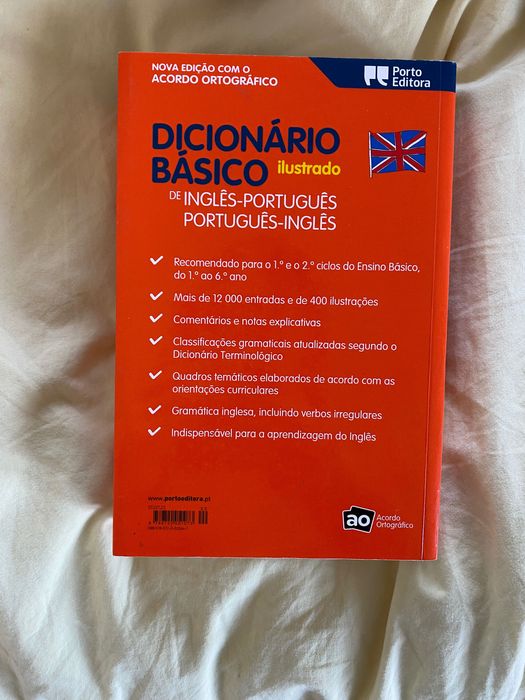 NOVA EDIÇÃO COM O
ACORDO ORTOGRÁFICO
Porto
Editora
DICIONÁRIO
BÁSICO ilustrado
DE INGLÊS-PORTUGUÊS
PORTUGUÊS-INGLÊS
Recomendado para o 1.º e o 2.º ciclos do Ensino Básico,
do 1.º ao 6.º ano
Mais de 12 000 entradas e de 400 ilustrações
Comentários e notas explicativas
Classificações gramaticais atualizadas segundo o
Dicionário Terminológico
Quadros temáticos elaborados de acordo com as
orientações curriculares
Gramática inglesa, incluindo verbos irregulares
Indispensável para a aprendizagem do Inglês
www.portoeditora.pt
ao Acordo
Ortográfico